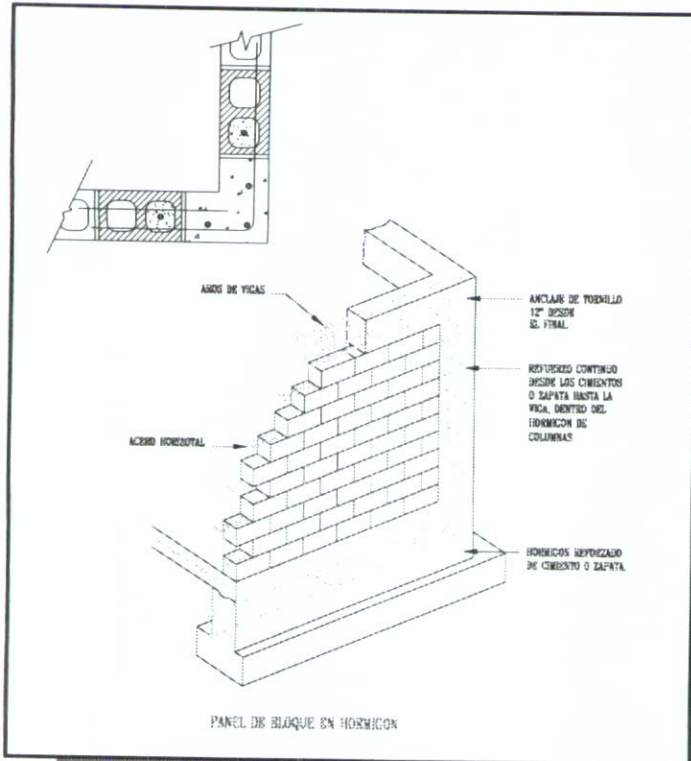 AROS DE VIGAS
ANCLAJE DE TORNILLO
12" DESDE
EL FINAL
REFUERZO CONTINUO
DESDE LOS CIMIENTOS
O ZAPATA HASTA LA
VIGA, DENTRO DEL
HORMIGON DE
COLUMNAS
ACERO HORIZOTAL
HORMIGON REFORZADO
DE CIMIENTO O ZAPATA
PANEL DE BLOQUE EN HORMIGON